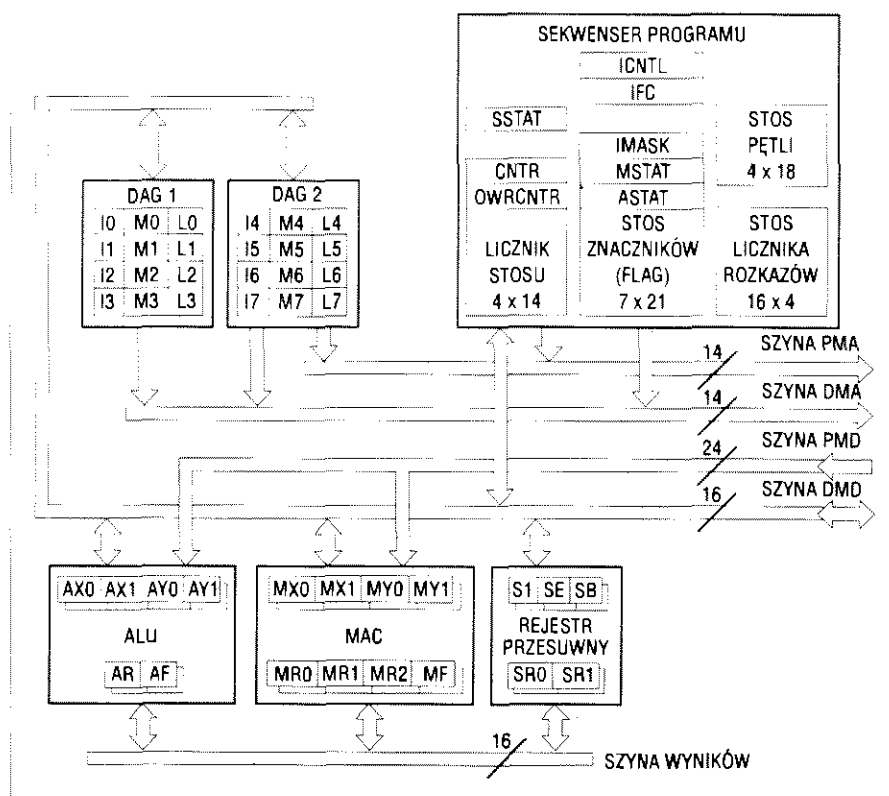 SEKWENSER PROGRAMU
ICNTL
IFC
SSTAT
IMASK
CNTR
MSTAT
OWRCNTR
ASTAT
STOS
PĘTLI
4 x 18
LICZNIK
STOSU
4 x 14
STOS
ZNACZNIKÓW
(FLAG)
7 x 21
STOS
LICZNIKA
ROZKAZÓW
16 x 4
DAG 1
I0 M0 L0
I1 M1 L1
I2 M2 L2
I3 M3 L3
DAG 2
I4 M4 L4
I5 M5 L5
I6 M6 L6
I7 M7 L7
14 SZYNA PMA
14 SZYNA DMA
24 SZYNA PMD
16 SZYNA DMD
AX0 AX1 AY0 AY1
ALU
AR AF
MX0 MX1 MY0 MY1
MAC
MR0 MR1 MR2 MF
S1 SE SB
REJESTR
PRZESUWNY
SR0 SR1
16 SZYNA WYNIKÓW